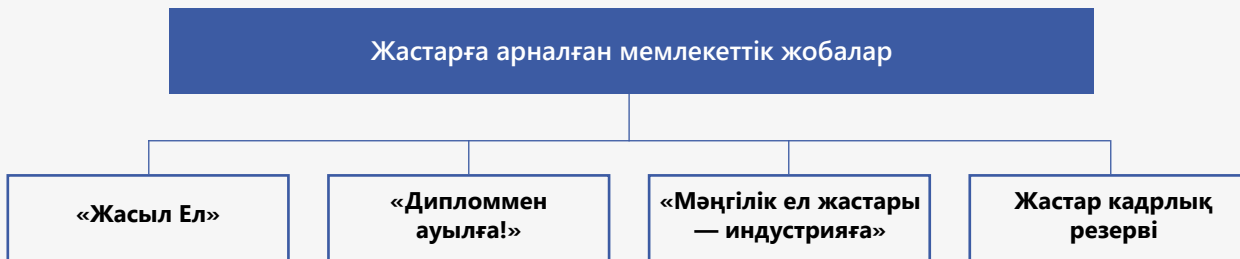 Жастарға арналған мемлекеттік жобалар
«Жасыл Ел»
«Дипломмен
ауылға!»
«Мәңгілік ел жастары
— индустрияға»
Жастар кадрлық
резерві